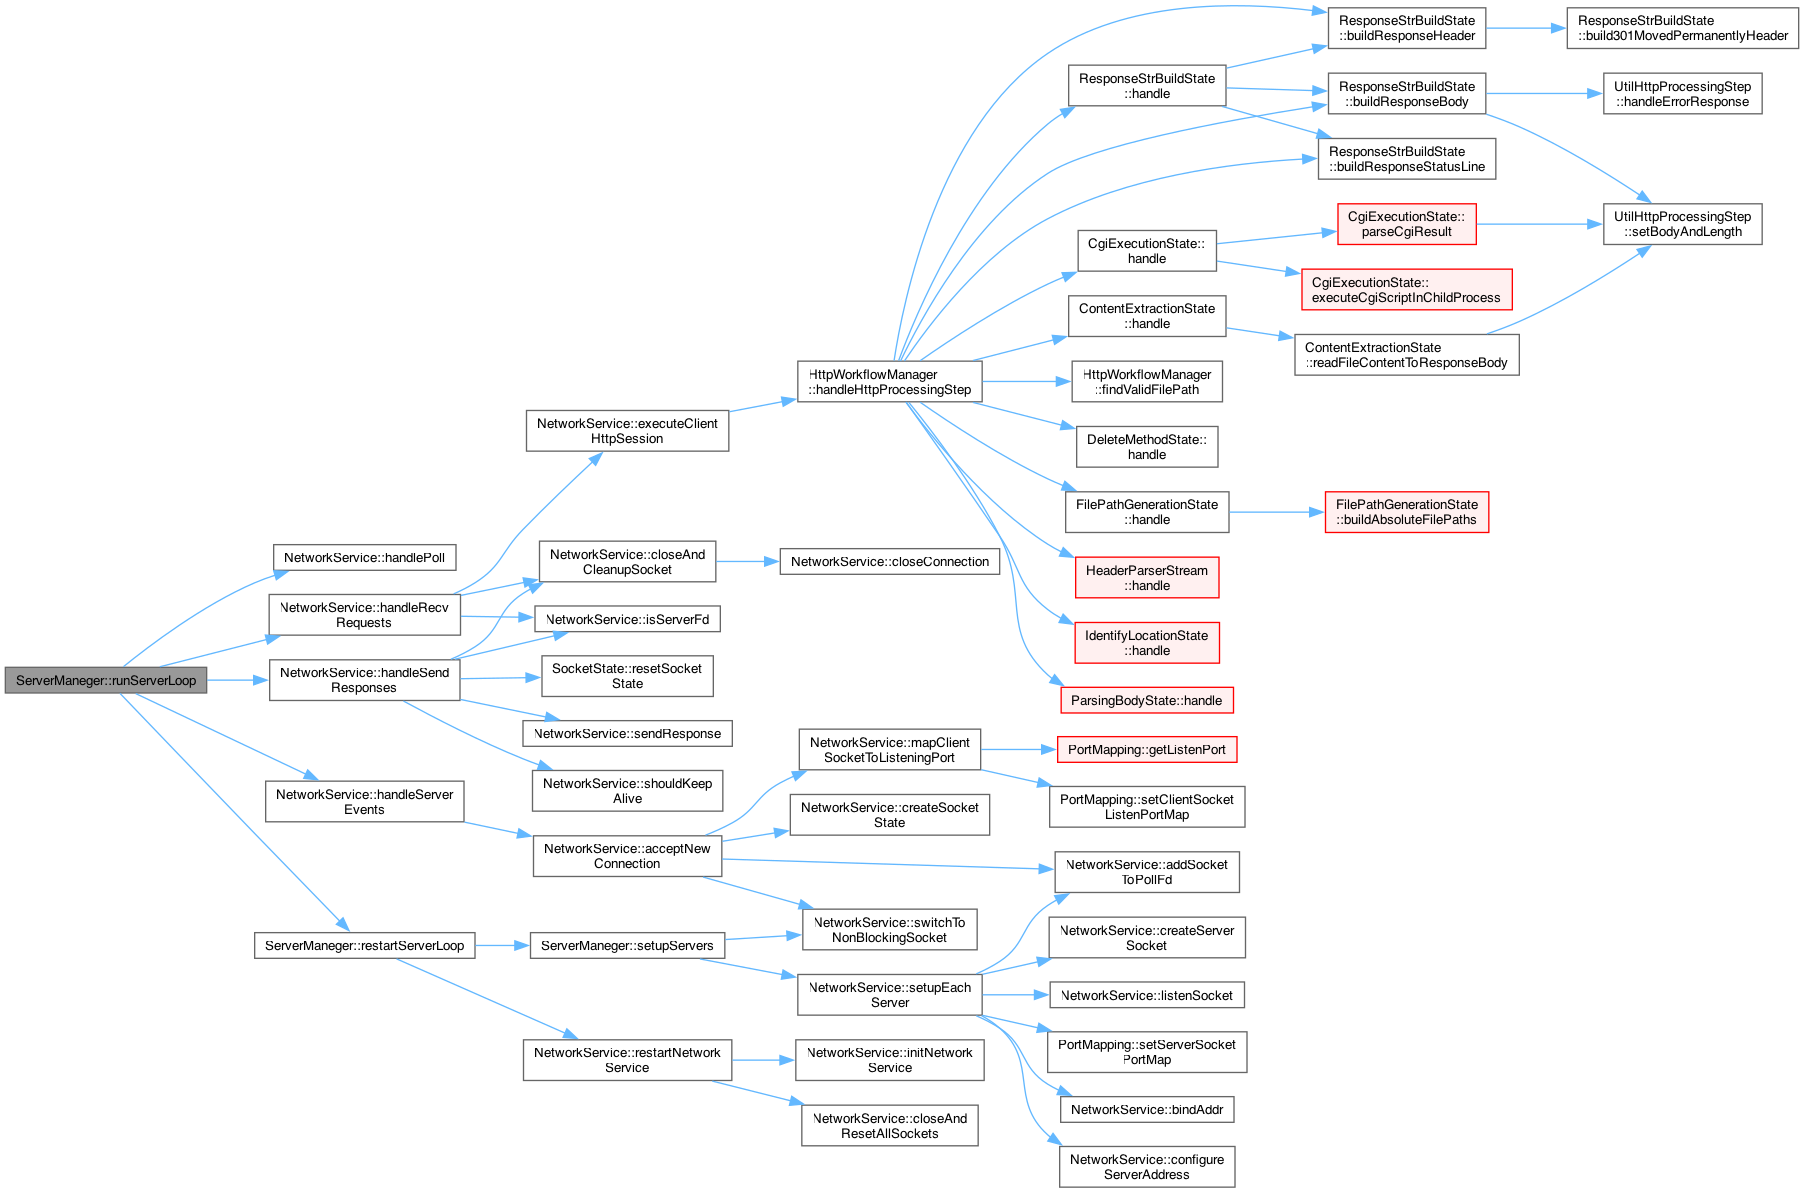 ServerManeger::runServerLoop
NetworkService::handlePoll
NetworkService::handleRecv
Requests
NetworkService::handleSend
Responses
NetworkService::handleServer
Events
ServerManeger::restartServerLoop
NetworkService::executeClient
HttpSession
NetworkService::closeAnd
CleanupSocket
NetworkService::isServerFd
SocketState::resetSocket
State
NetworkService::sendResponse
NetworkService::shouldKeep
Alive
NetworkService::acceptNew
Connection
ServerManeger::setupServers
NetworkService::restartNetwork
Service
HttpWorkflowManager
::handleHttpProcessingStep
NetworkService::closeConnection
NetworkService::mapClient
SocketToListeningPort
NetworkService::createSocket
State
NetworkService::switchTo
NonBlockingSocket
NetworkService::setupEach
Server
NetworkService::initNetwork
Service
NetworkService::closeAnd
ResetAllSockets
ResponseStrBuildState
::handle
CgiExecutionState::
handle
ContentExtractionState
::handle
HttpWorkflowManager
::findValidFilePath
DeleteMethodState::
handle
FilePathGenerationState
::handle
HeaderParserStream
::handle
IdentifyLocationState
::handle
ParsingBodyState::handle
PortMapping::getListenPort
PortMapping::setClientSocket
ListenPortMap
NetworkService::addSocket
ToPollFd
NetworkService::createServer
Socket
NetworkService::listenSocket
PortMapping::setServerSocket
PortMap
NetworkService::bindAddr
NetworkService::configure
ServerAddress
ResponseStrBuildState
::buildResponseHeader
ResponseStrBuildState
::buildResponseBody
ResponseStrBuildState
::buildResponseStatusLine
CgiExecutionState::
parseCgiResult
CgiExecutionState::
executeCgiScriptInChildProcess
ContentExtractionState
::readFileContentToResponseBody
FilePathGenerationState
::buildAbsoluteFilePaths
ResponseStrBuildState
::build301MovedPermanentlyHeader
UtilHttpProcessingStep
::handleErrorResponse
UtilHttpProcessingStep
::setBodyAndLength